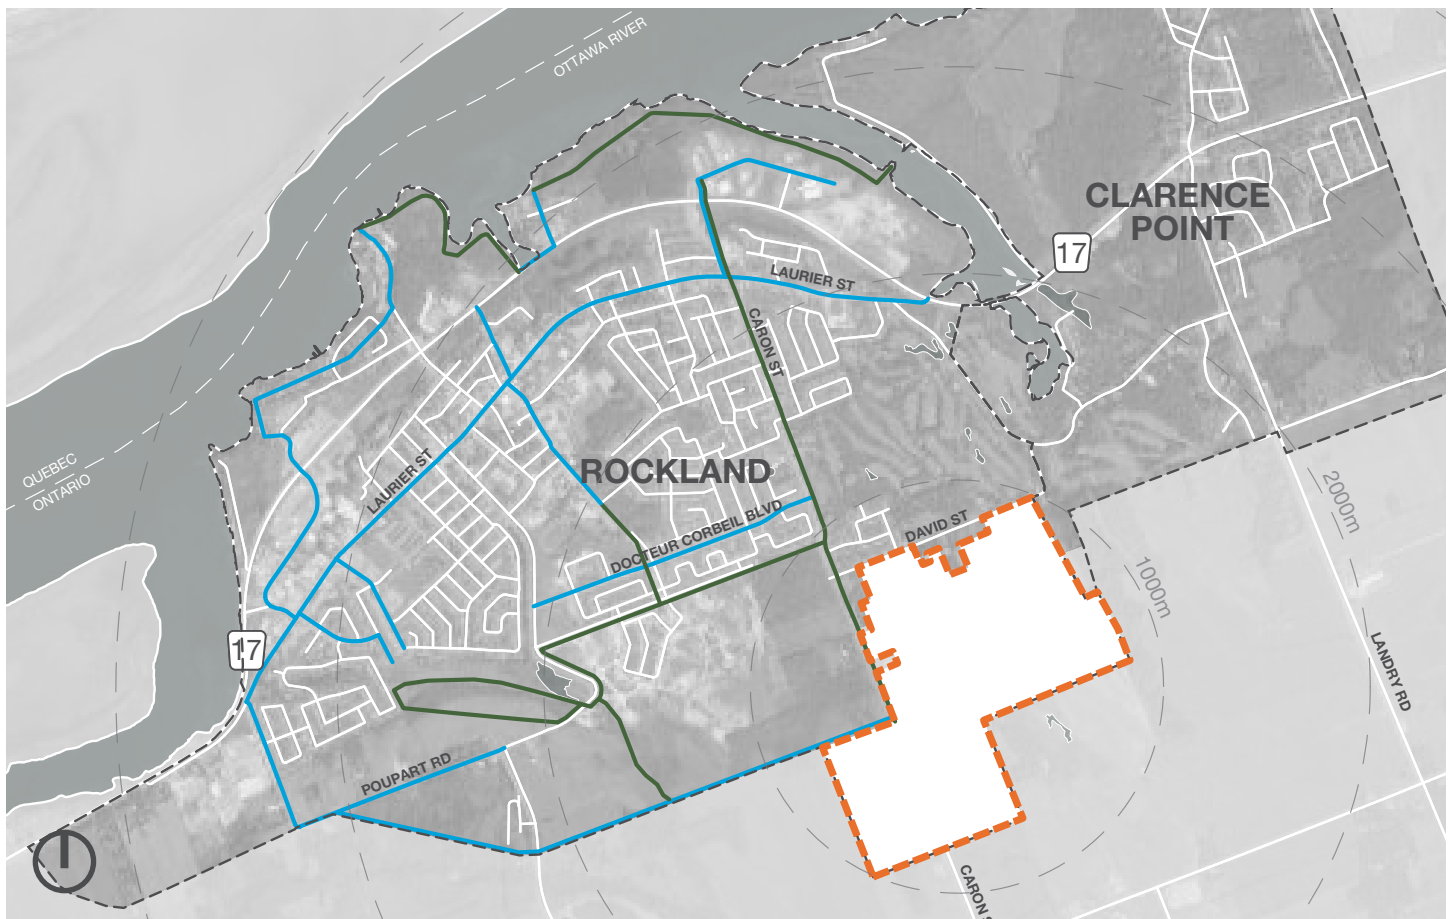 OTTAWA RIVER
CLARENCE
POINT
17
LAURIER ST
CARON ST
QUEBEC
ONTARIO
LAURIER ST
ROCKLAND
DOCTEUR CORBEIL BLVD
DAVID ST
2000m
1000m
17
LANDRY RD
POUPART RD
CARON S